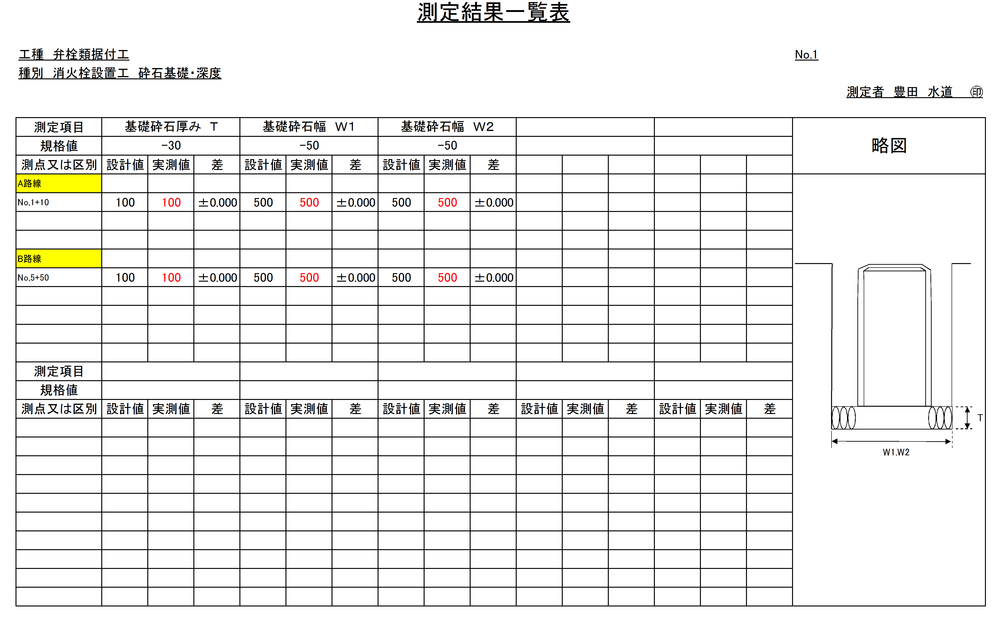 測定結果一覧表
工種　弁栓類据付工
No.1
種別　消火栓設置工　砕石基礎・深度
測定者　豊田　水道　㊞
測定項目 基礎砕石厚み　T 基礎砕石幅　W1 基礎砕石幅　W2
規格値 -30 -50 -50
略図
測点又は区別 設計値 実測値 差 設計値 実測値 差 設計値 実測値 差
A路線
No,1+10 100 100 ±0.000 500 500 ±0.000 500 500 ±0.000
B路線
No,5+50 100 100 ±0.000 500 500 ±0.000 500 500 ±0.000
測定項目
規格値
測点又は区別 設計値 実測値 差 設計値 実測値 差 設計値 実測値 差 設計値 実測値 差 設計値 実測値 差
T
W1.W2